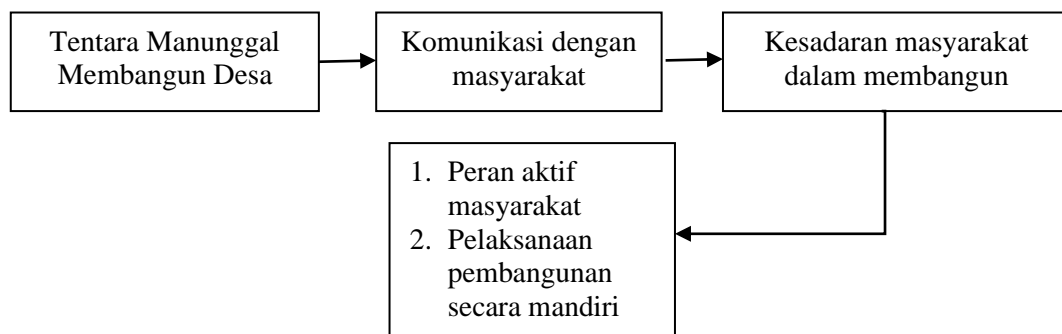 Tentara Manunggal
Membangun Desa
Komunikasi dengan
masyarakat
Kesadaran masyarakat
dalam membangun
1. Peran aktif
masyarakat
2. Pelaksanaan
pembangunan
secara mandiri